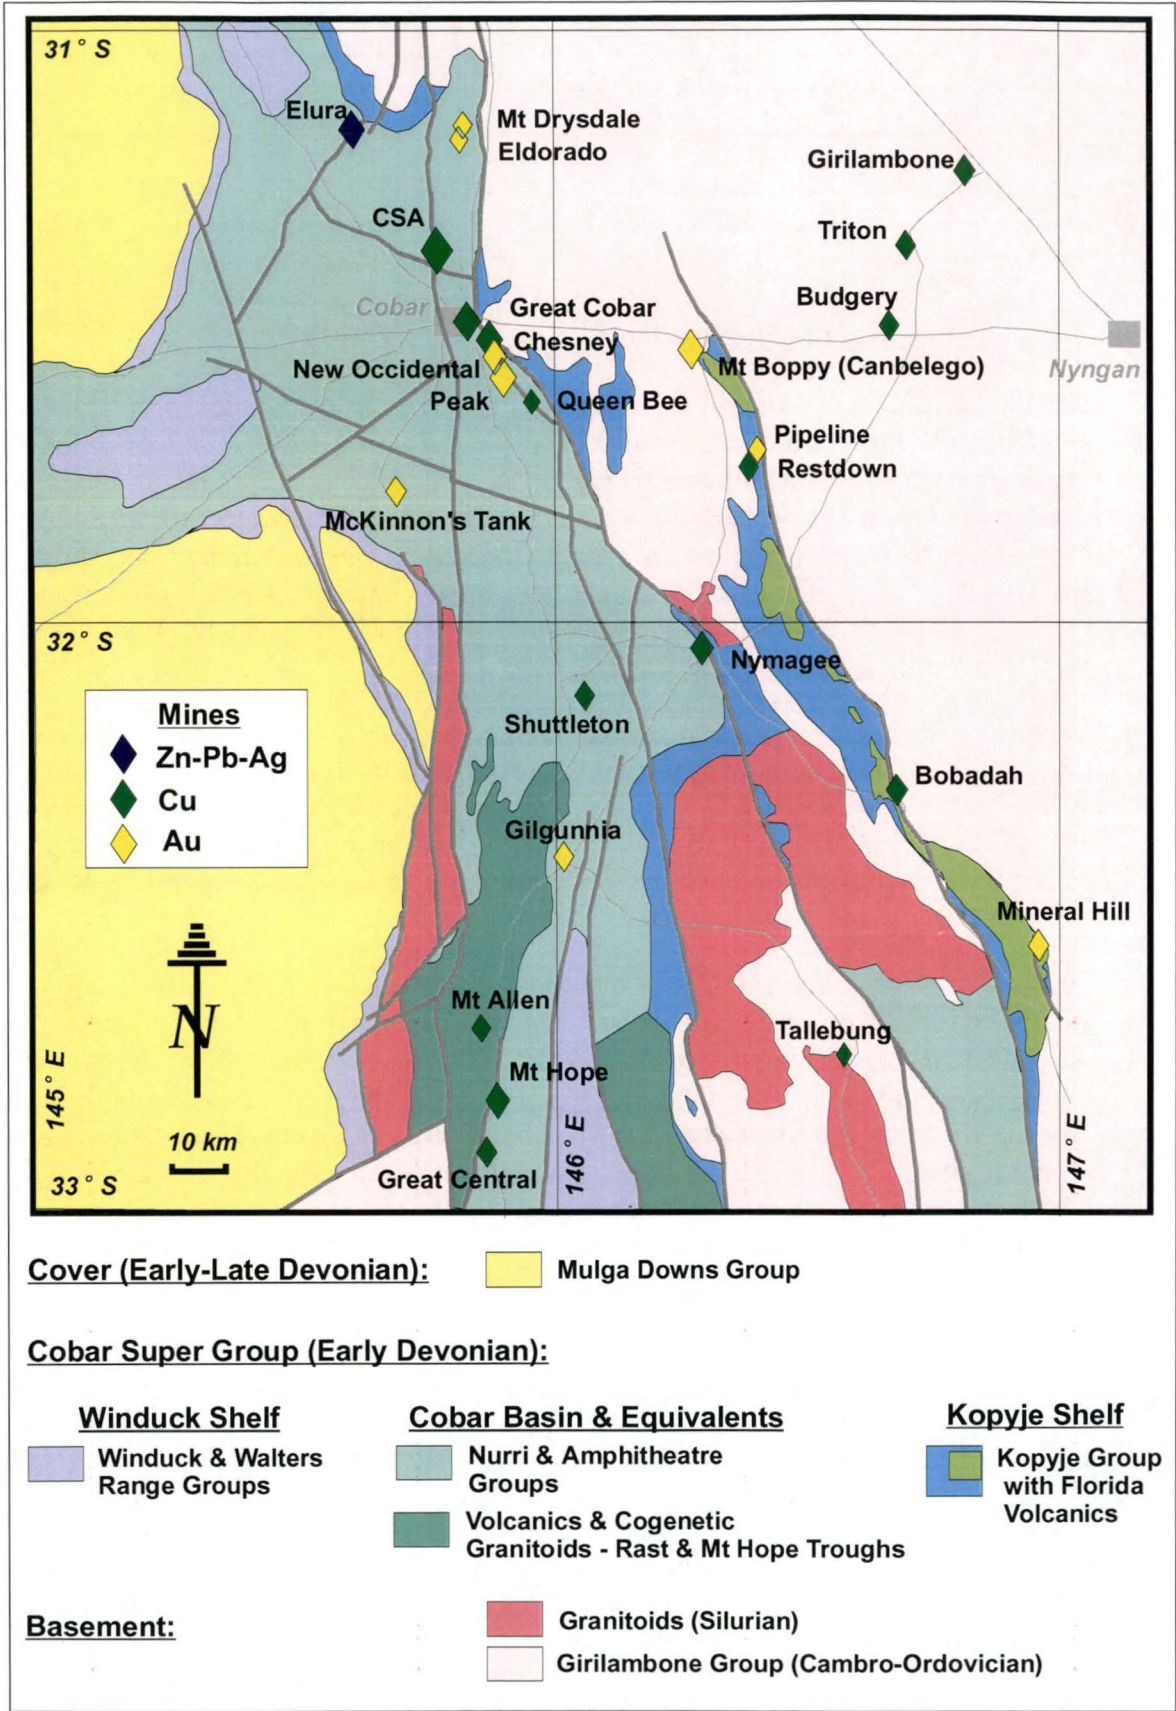 31° S
Elura
Mt Drysdale
Eldorado
Girilambone
CSA
Triton
Budgery
Cobar
Great Cobar
Chesney
Nyngan
New Occidental
Mt Boppy (Canbelego)
Peak
Queen Bee
Pipeline
Restdown
McKinnon's Tank
32° S
Nymagee
Mines
Zn-Pb-Ag
Cu
Au
Shuttleton
Bobadah
Gilgunnia
Mineral Hill
N
Mt Allen
Tallebung
Mt Hope
145° E
10 km
146° E
147° E
Great Central
33° S
Cover (Early-Late Devonian):
Mulga Downs Group
Cobar Super Group (Early Devonian):
Winduck Shelf
Winduck & Walters
Range Groups
Cobar Basin & Equivalents
Nurri & Amphitheatre
Groups
Volcanics & Cogenetic
Granitoids - Rast & Mt Hope Troughs
Kopyje Shelf
Kopyje Group
with Florida
Volcanics
Basement:
Granitoids (Silurian)
Girilambone Group (Cambro-Ordovician)